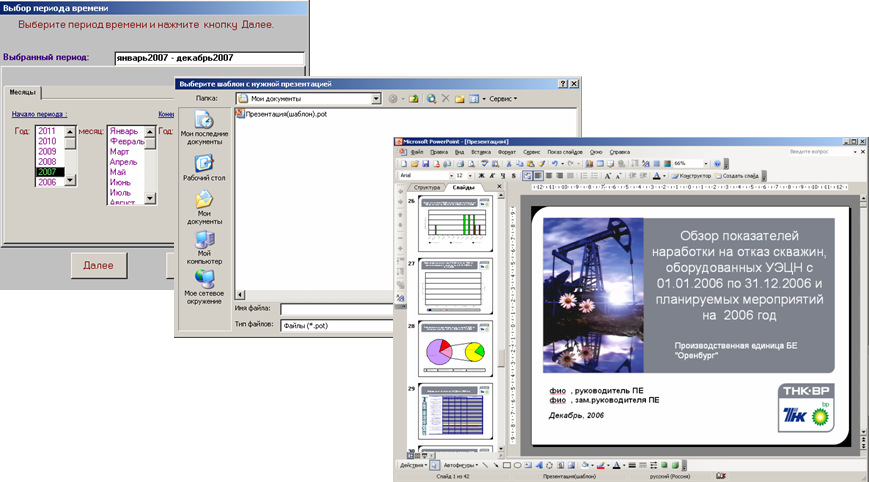 Выбор периода времени
Выберите период времени и нажмите кнопку Далее.
Выбранный период:
январь2007 - декабрь2007
Месяцы
Начало периода :
Год:
2011
2010
2009
2008
2007
2006
месяц:
Январь
Феврал
Март
Апрель
Май
Июнь
Июль
Август
Год:
Далее
Выберите шаблон с нужной презентацией
Папка:
Мои документы
Сервис
Мои последние документы
Рабочий стол
Мои документы
Мой компьютер
Мое сетевое окружение
Презентация(шаблон).pot
Имя файла:
Тип файлов:
Файлы (*.pot)
Microsoft PowerPoint - [Презентация4]
Файл Правка Вид Вставка Формат Сервис Показ слайдов Окно Справка
Введите вопрос
66%
Arial
12
Ж К Ч S
Конструктор
Создать слайд
Структура
Слайды
26
27
28
29
30
Обзор показателей
наработки на отказ скважин,
оборудованных УЭЦН с
01.01.2006 по 31.12.2006 и
планируемых мероприятий
на 2006 год
Производственная единица БЕ
"Оренбург"
фио , руководитель ПЕ
фио , зам.руководителя ПЕ
Декабрь, 2006
ТНК-BP
ТНК
bp
Действия
Автофигуры
Слайд 1 из 42
Презентация(шаблон)
русский (Россия)